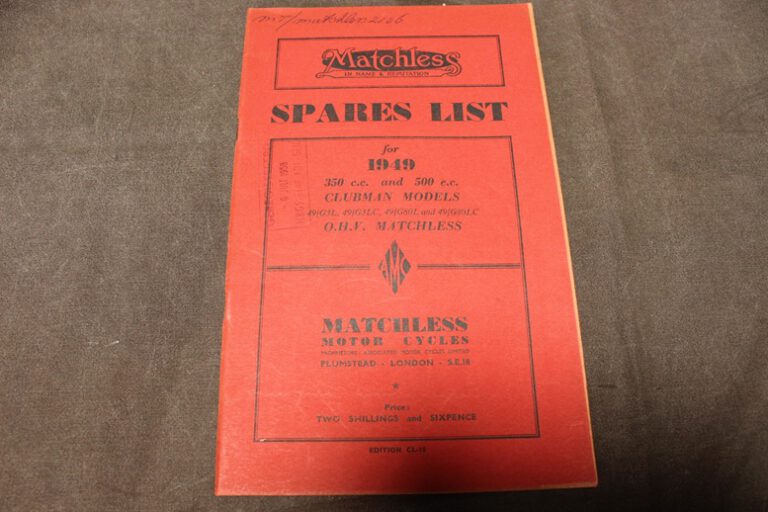 Matchless
IN NAME & REPUTATION
SPARES LIST
for
1949
350 c.c. and 500 c.c.
CLUBMAN MODELS
49/G3L, 49/G3LC, 49/G80L and 49/G80LC
O.H.V. MATCHLESS
AMC
MATCHLESS
MOTOR CYCLES
PROPRIETORS: ASSOCIATED MOTOR CYCLES LIMITED
PLUMSTEAD - LONDON - S.E.18
Price:
TWO SHILLINGS and SIXPENCE
EDITION